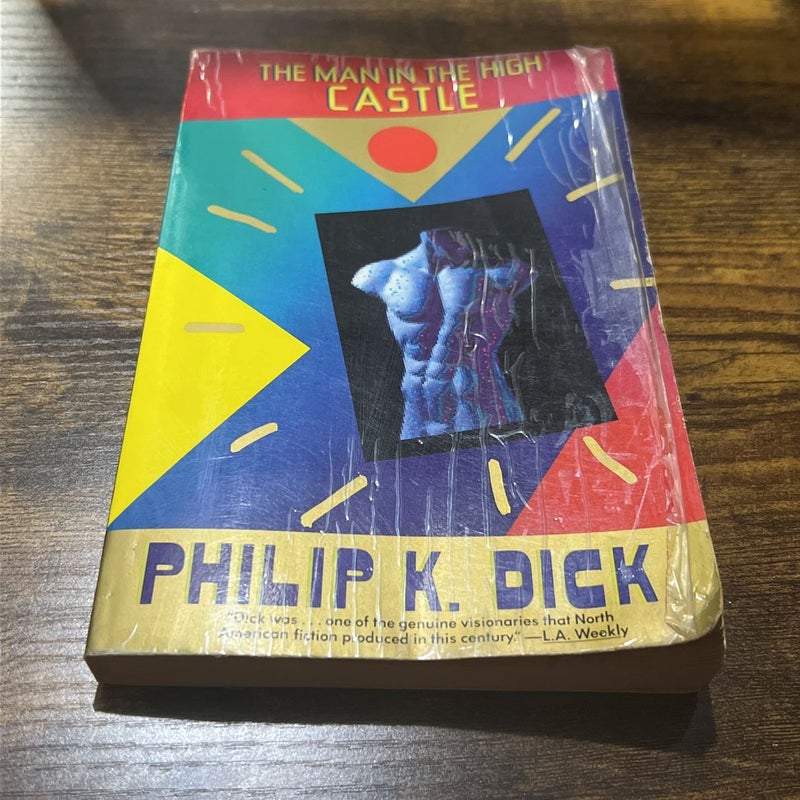 THE MAN IN THE HIGH
CASTLE
PHILIP K. DICK
"Dick was . . . one of the genuine visionaries that North
American fiction produced in this century." —L.A. Weekly